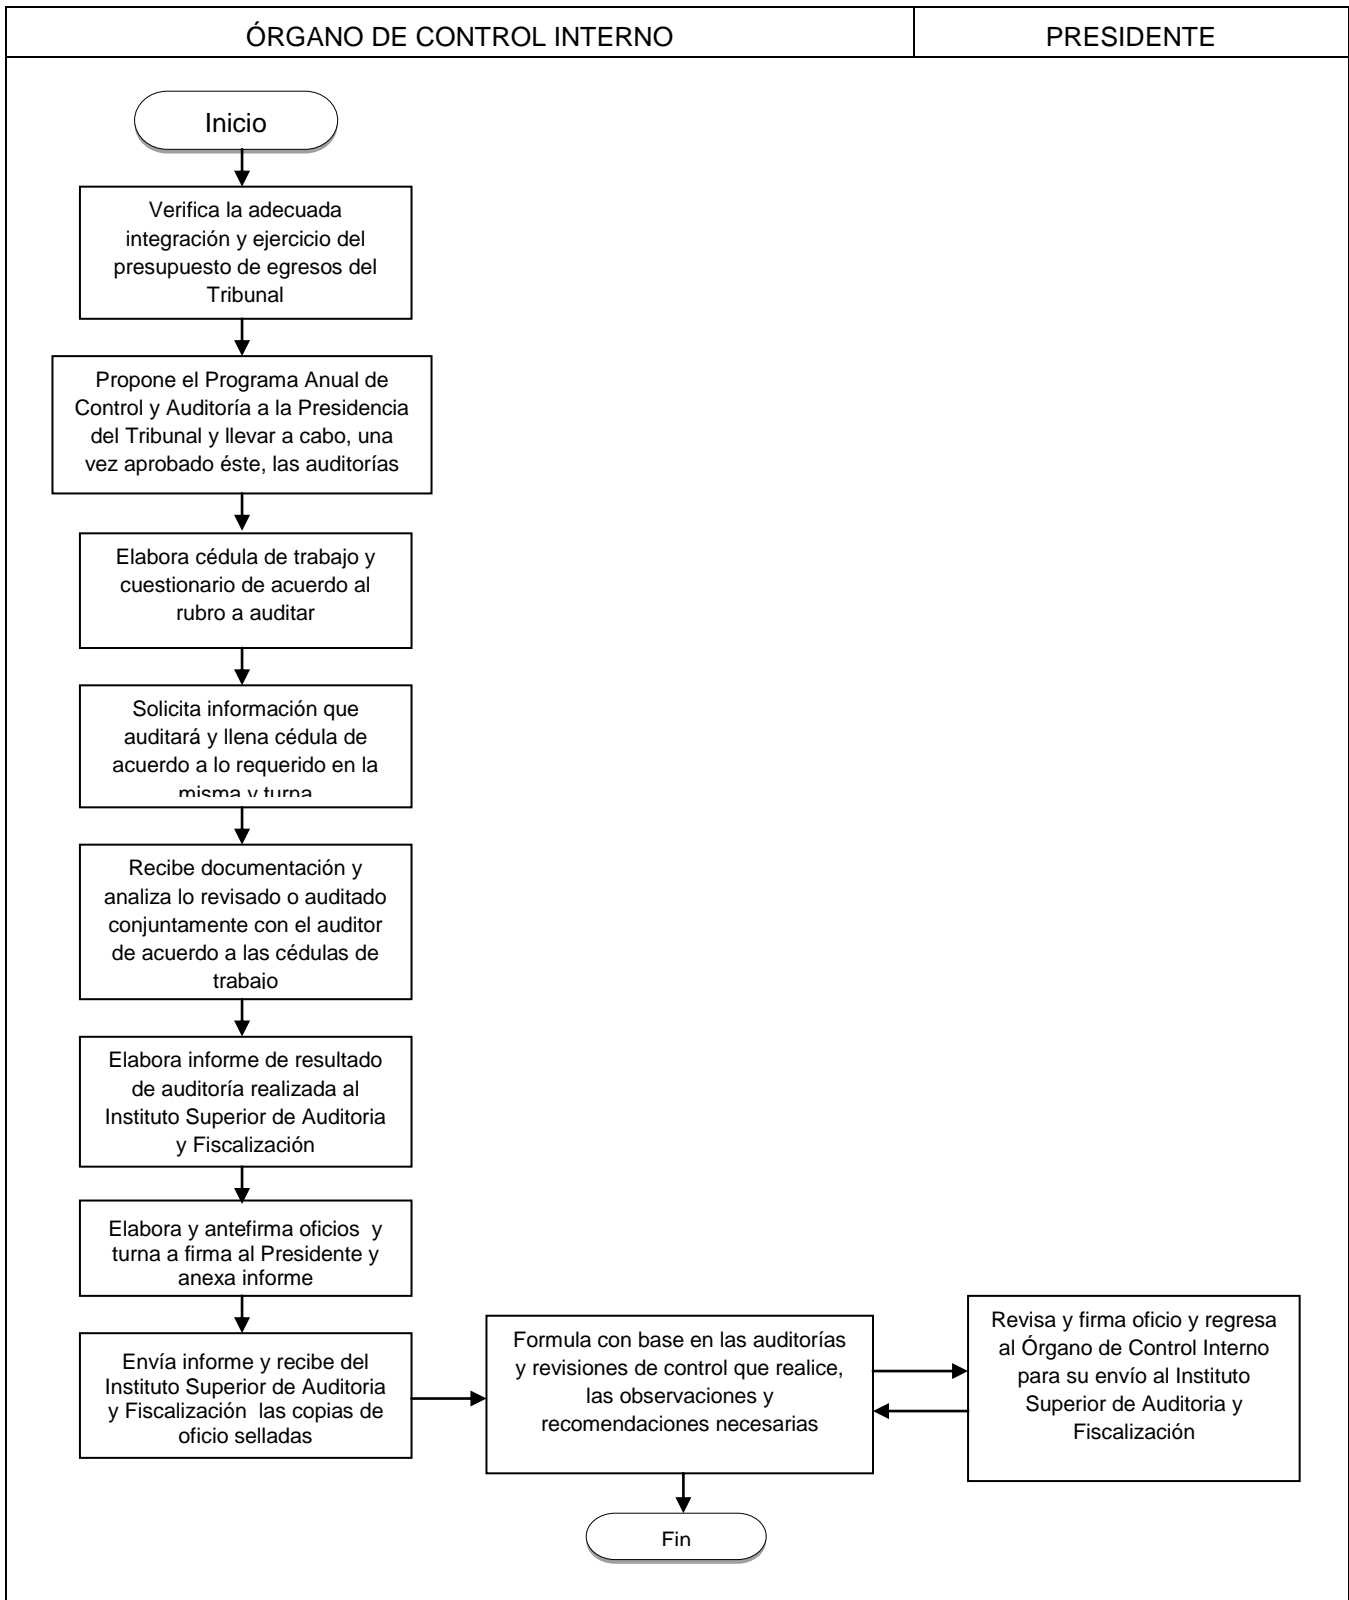 ÓRGANO DE CONTROL INTERNO
PRESIDENTE
Inicio
Verifica la adecuada
integración y ejercicio del
presupuesto de egresos del
Tribunal
Propone el Programa Anual de
Control y Auditoría a la Presidencia
del Tribunal y llevar a cabo, una
vez aprobado éste, las auditorías
Elabora cédula de trabajo y
cuestionario de acuerdo al
rubro a auditar
Solicita información que
auditará y llena cédula de
acuerdo a lo requerido en la
misma y turna
Recibe documentación y
analiza lo revisado o auditado
conjuntamente con el auditor
de acuerdo a las cédulas de
trabajo
Elabora informe de resultado
de auditoría realizada al
Instituto Superior de Auditoria
y Fiscalización
Elabora y antefirma oficios y
turna a firma al Presidente y
anexa informe
Envía informe y recibe del
Instituto Superior de Auditoria
y Fiscalización las copias de
oficio selladas
Formula con base en las auditorías
y revisiones de control que realice,
las observaciones y
recomendaciones necesarias
Revisa y firma oficio y regresa
al Órgano de Control Interno
para su envío al Instituto
Superior de Auditoria y
Fiscalización
Fin